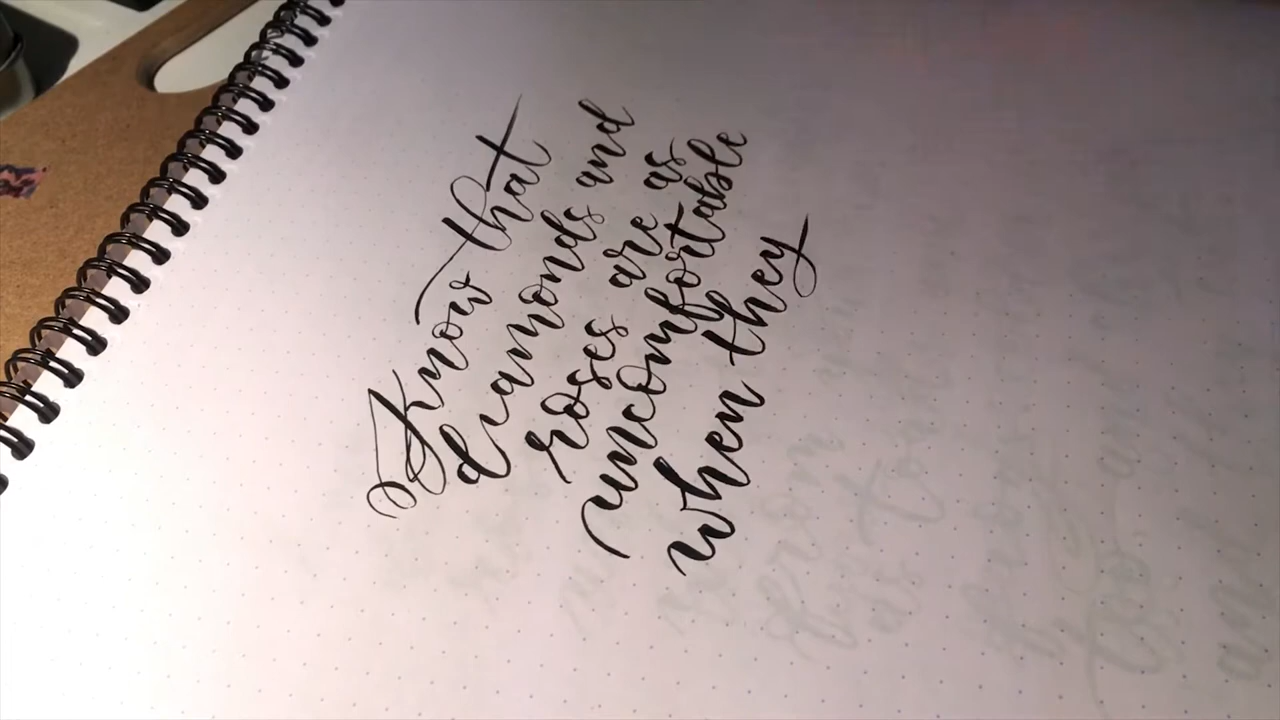 Know that
diamonds and
roses are as
uncomfortable
when they